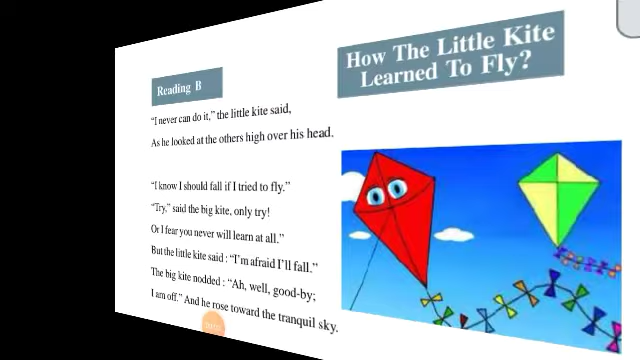 How The Little Kite
Learned To Fly?
Reading B
“I never can do it,” the little kite said,
As he looked at the others high over his head.
“I know I should fall if I tried to fly.”
“Try,” said the big kite, only try!
Or I fear you never will learn at all.”
But the little kite said : “I’m afraid I’ll fall.”
The big kite nodded : “Ah, well, good-by;
I am off.” And he rose toward the tranquil sky.